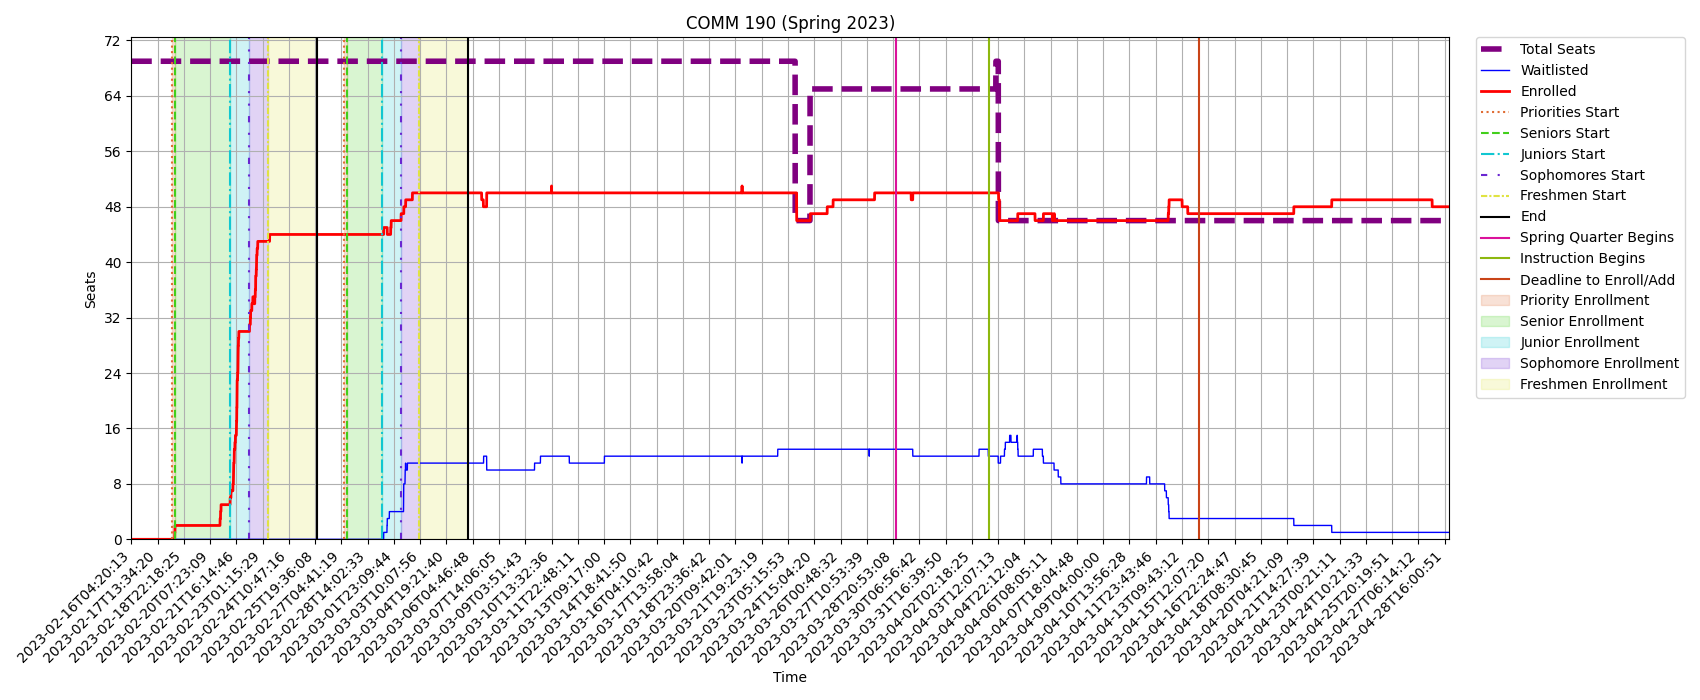 COMM 190 (Spring 2023)
72
64
56
48
40
32
24
16
8
0
Seats
2023-02-16T04:20:13
2023-02-17T13:34:20
2023-02-18T22:18:25
2023-02-20T07:23:09
2023-02-21T16:14:46
2023-02-23T01:15:29
2023-02-24T10:47:16
2023-02-25T19:36:08
2023-02-27T04:41:19
2023-02-28T14:02:33
2023-03-01T23:09:44
2023-03-03T10:07:56
2023-03-04T19:21:40
2023-03-06T04:46:48
2023-03-07T14:06:05
2023-03-09T03:51:43
2023-03-10T13:32:36
2023-03-11T22:48:11
2023-03-13T09:17:00
2023-03-14T18:41:50
2023-03-16T04:10:42
2023-03-17T13:58:04
2023-03-18T23:36:42
2023-03-20T09:42:01
2023-03-21T19:23:19
2023-03-23T05:15:53
2023-03-24T15:04:20
2023-03-26T00:48:32
2023-03-27T10:53:39
2023-03-28T20:53:08
2023-03-30T06:56:42
2023-03-31T16:39:50
2023-04-02T02:18:25
2023-04-03T12:07:13
2023-04-04T22:12:04
2023-04-06T08:05:11
2023-04-07T18:04:48
2023-04-09T04:00:00
2023-04-10T13:56:28
2023-04-11T23:43:46
2023-04-13T09:43:12
2023-04-15T12:07:20
2023-04-16T22:24:47
2023-04-18T08:30:45
2023-04-20T04:21:09
2023-04-21T14:27:39
2023-04-23T00:21:11
2023-04-24T10:21:33
2023-04-25T20:19:51
2023-04-27T06:14:12
2023-04-28T16:00:51
Time
Total Seats
Waitlisted
Enrolled
Priorities Start
Seniors Start
Juniors Start
Sophomores Start
Freshmen Start
End
Spring Quarter Begins
Instruction Begins
Deadline to Enroll/Add
Priority Enrollment
Senior Enrollment
Junior Enrollment
Sophomore Enrollment
Freshmen Enrollment